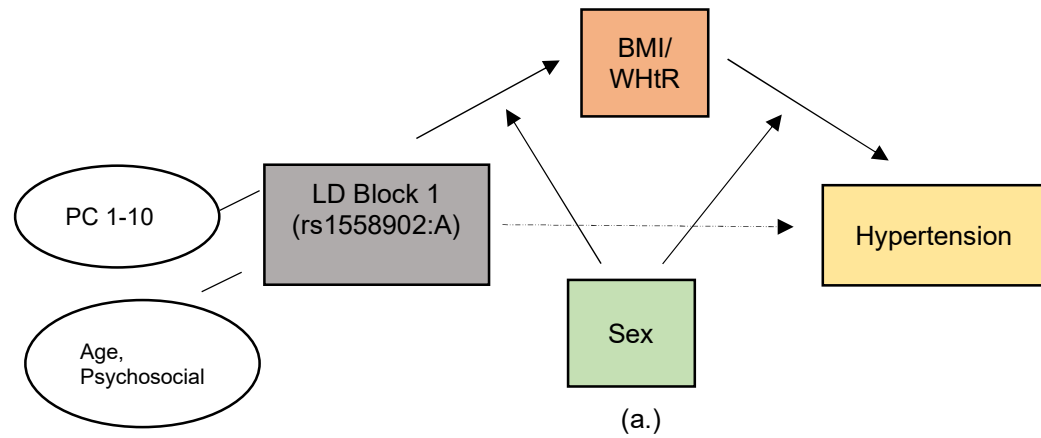 BMI/
WHtR
LD Block 1
(rs1558902:A)
PC 1-10
Hypertension
Sex
Age,
Psychosocial
(a.)